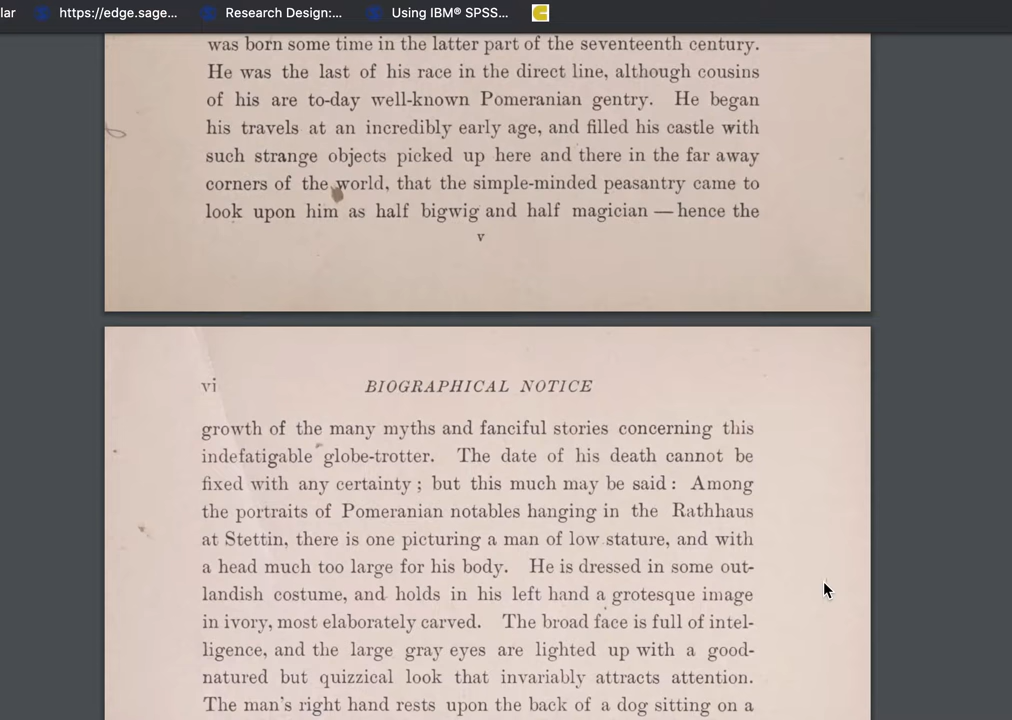 lar
https://edge.sage...
Research Design:...
Using IBM® SPSS...
was born some time in the latter part of the seventeenth century.
He was the last of his race in the direct line, although cousins
of his are to-day well-known Pomeranian gentry. He began
his travels at an incredibly early age, and filled his castle with
such strange objects picked up here and there in the far away
corners of the world, that the simple-minded peasantry came to
look upon him as half bigwig and half magician — hence the
v
vi
BIOGRAPHICAL NOTICE
growth of the many myths and fanciful stories concerning this
indefatigable globe-trotter. The date of his death cannot be
fixed with any certainty ; but this much may be said : Among
the portraits of Pomeranian notables hanging in the Rathhaus
at Stettin, there is one picturing a man of low stature, and with
a head much too large for his body. He is dressed in some out-
landish costume, and holds in his left hand a grotesque image
in ivory, most elaborately carved. The broad face is full of intel-
ligence, and the large gray eyes are lighted up with a good-
natured but quizzical look that invariably attracts attention.
The man's right hand rests upon the back of a dog sitting on a